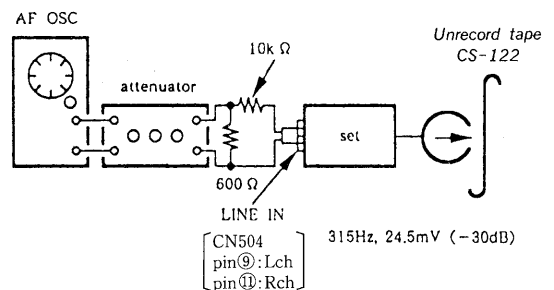 AF OSC
Unrecord tape
CS-122
10k Ω
attenuator
set
600 Ω
LINE IN
315Hz, 24.5mV (−30dB)
CN504
pin⑨:Lch
pin⑪:Rch